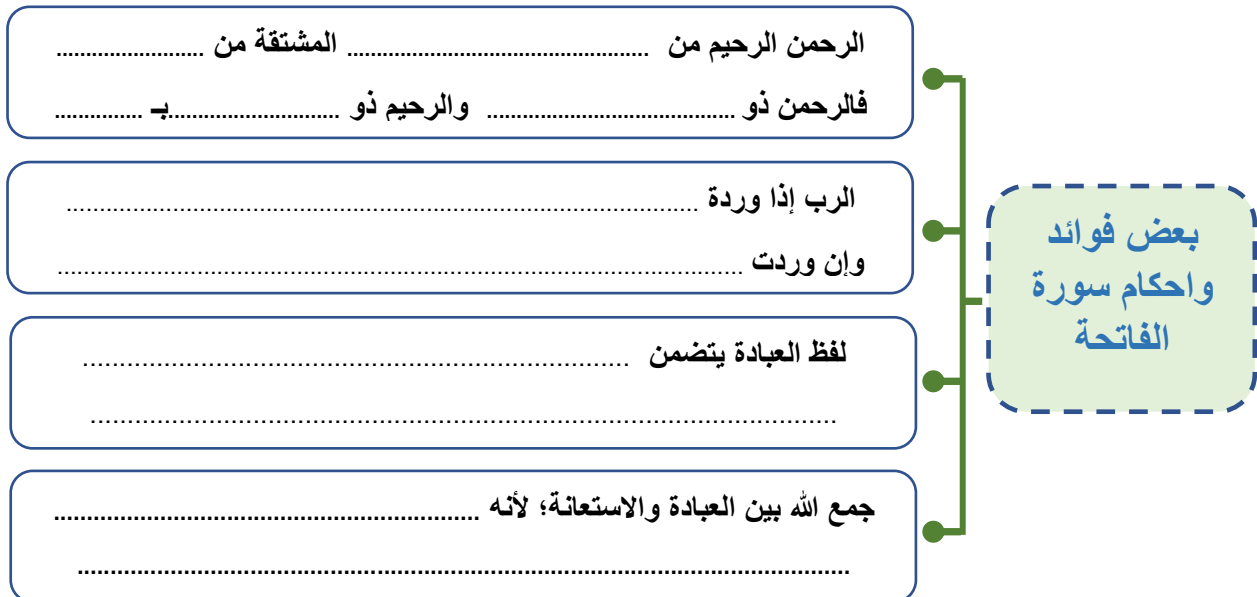 بعض فوائد
واحكام سورة
الفاتحة
الرحمن الرحيم من ................................................ المشتقة من ........................
فالرحمن ذو .......................................... والرحيم ذو .............................بـ ...............
الرب إذا وردة ...........................................................................................
وإن وردت ...................................................................................................
لفظ العبادة يتضمن ..........................................................................
.....................................................................................................
جمع الله بين العبادة والاستعانة؛ لأنه ................................................................
.....................................................................................................................